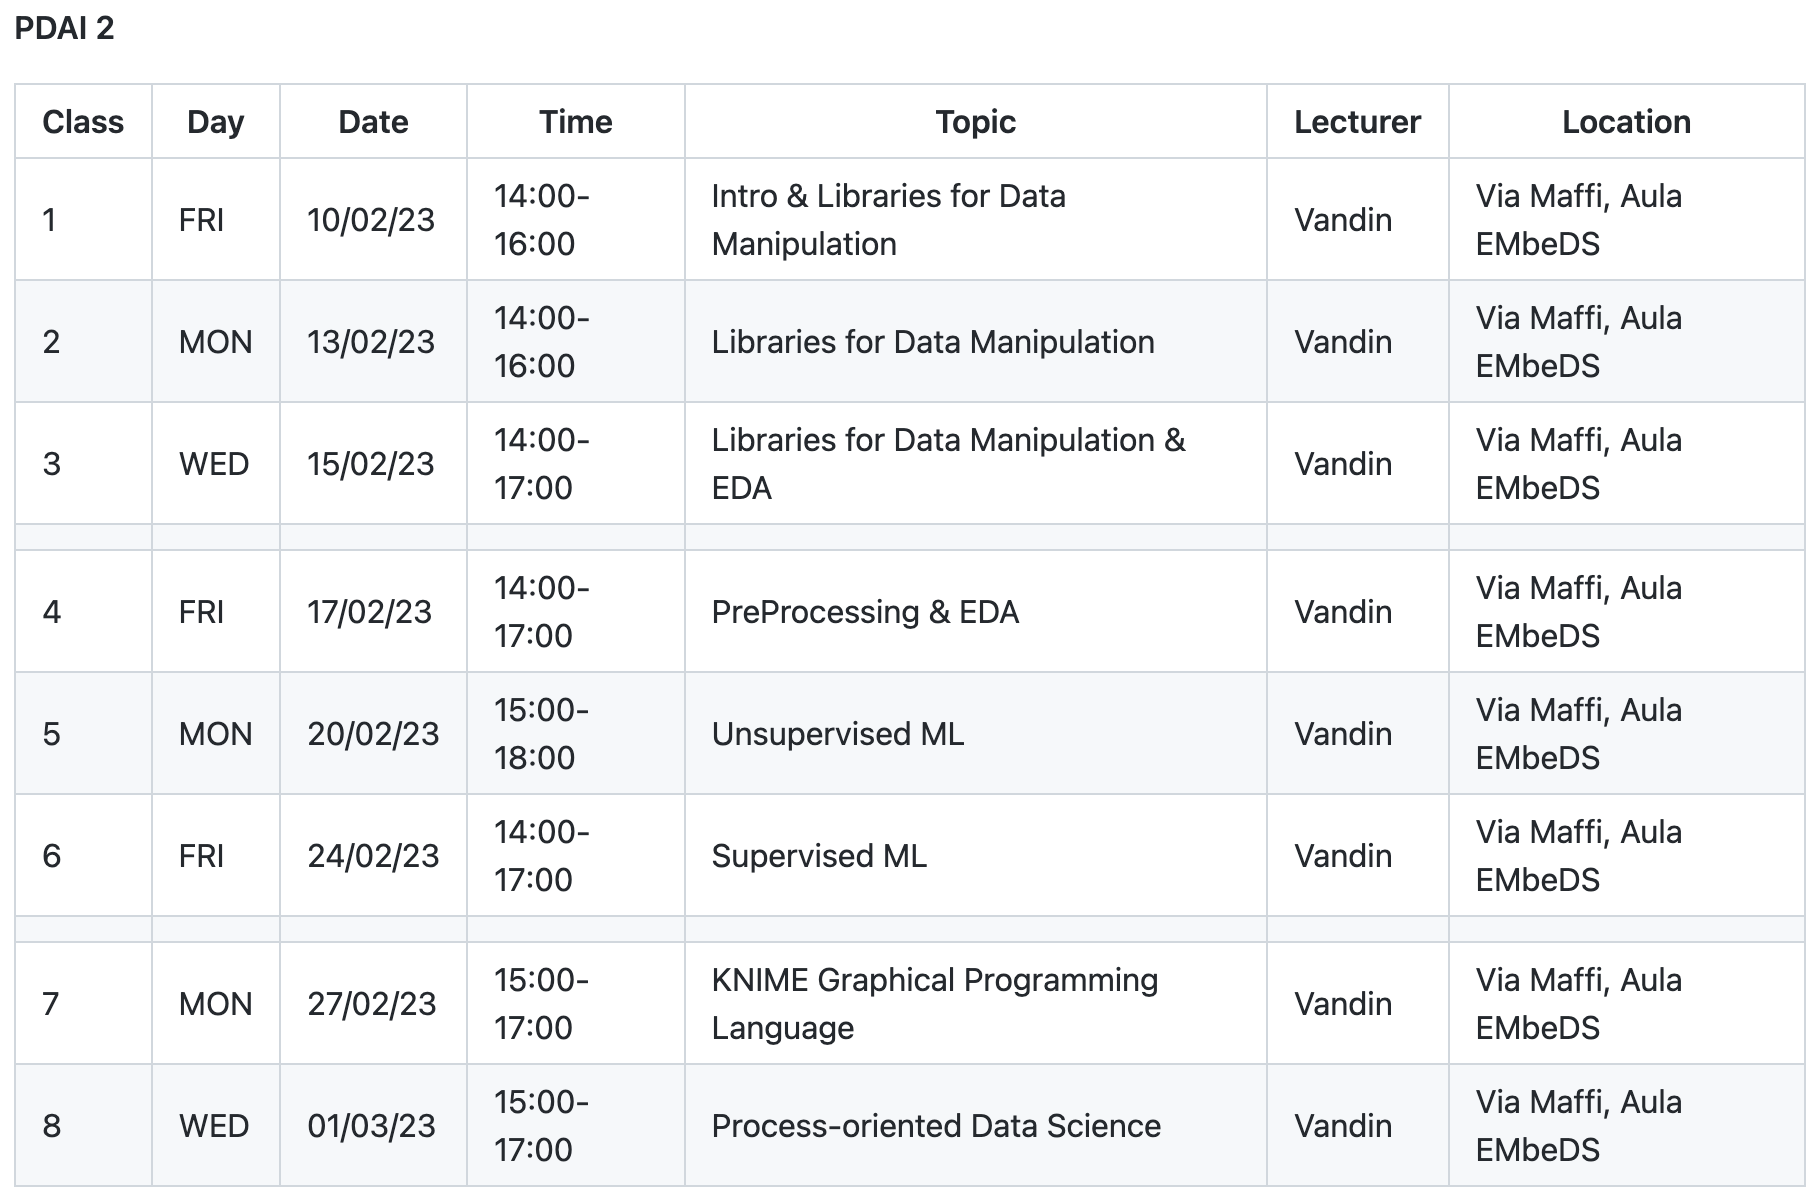 PDAI 2
Class Day Date Time Topic Lecturer Location
1 FRI 10/02/23 14:00-16:00 Intro & Libraries for Data Manipulation Vandin Via Maffi, Aula EMbeDS
2 MON 13/02/23 14:00-16:00 Libraries for Data Manipulation Vandin Via Maffi, Aula EMbeDS
3 WED 15/02/23 14:00-17:00 Libraries for Data Manipulation & EDA Vandin Via Maffi, Aula EMbeDS
4 FRI 17/02/23 14:00-17:00 PreProcessing & EDA Vandin Via Maffi, Aula EMbeDS
5 MON 20/02/23 15:00-18:00 Unsupervised ML Vandin Via Maffi, Aula EMbeDS
6 FRI 24/02/23 14:00-17:00 Supervised ML Vandin Via Maffi, Aula EMbeDS
7 MON 27/02/23 15:00-17:00 KNIME Graphical Programming Language Vandin Via Maffi, Aula EMbeDS
8 WED 01/03/23 15:00-17:00 Process-oriented Data Science Vandin Via Maffi, Aula EMbeDS